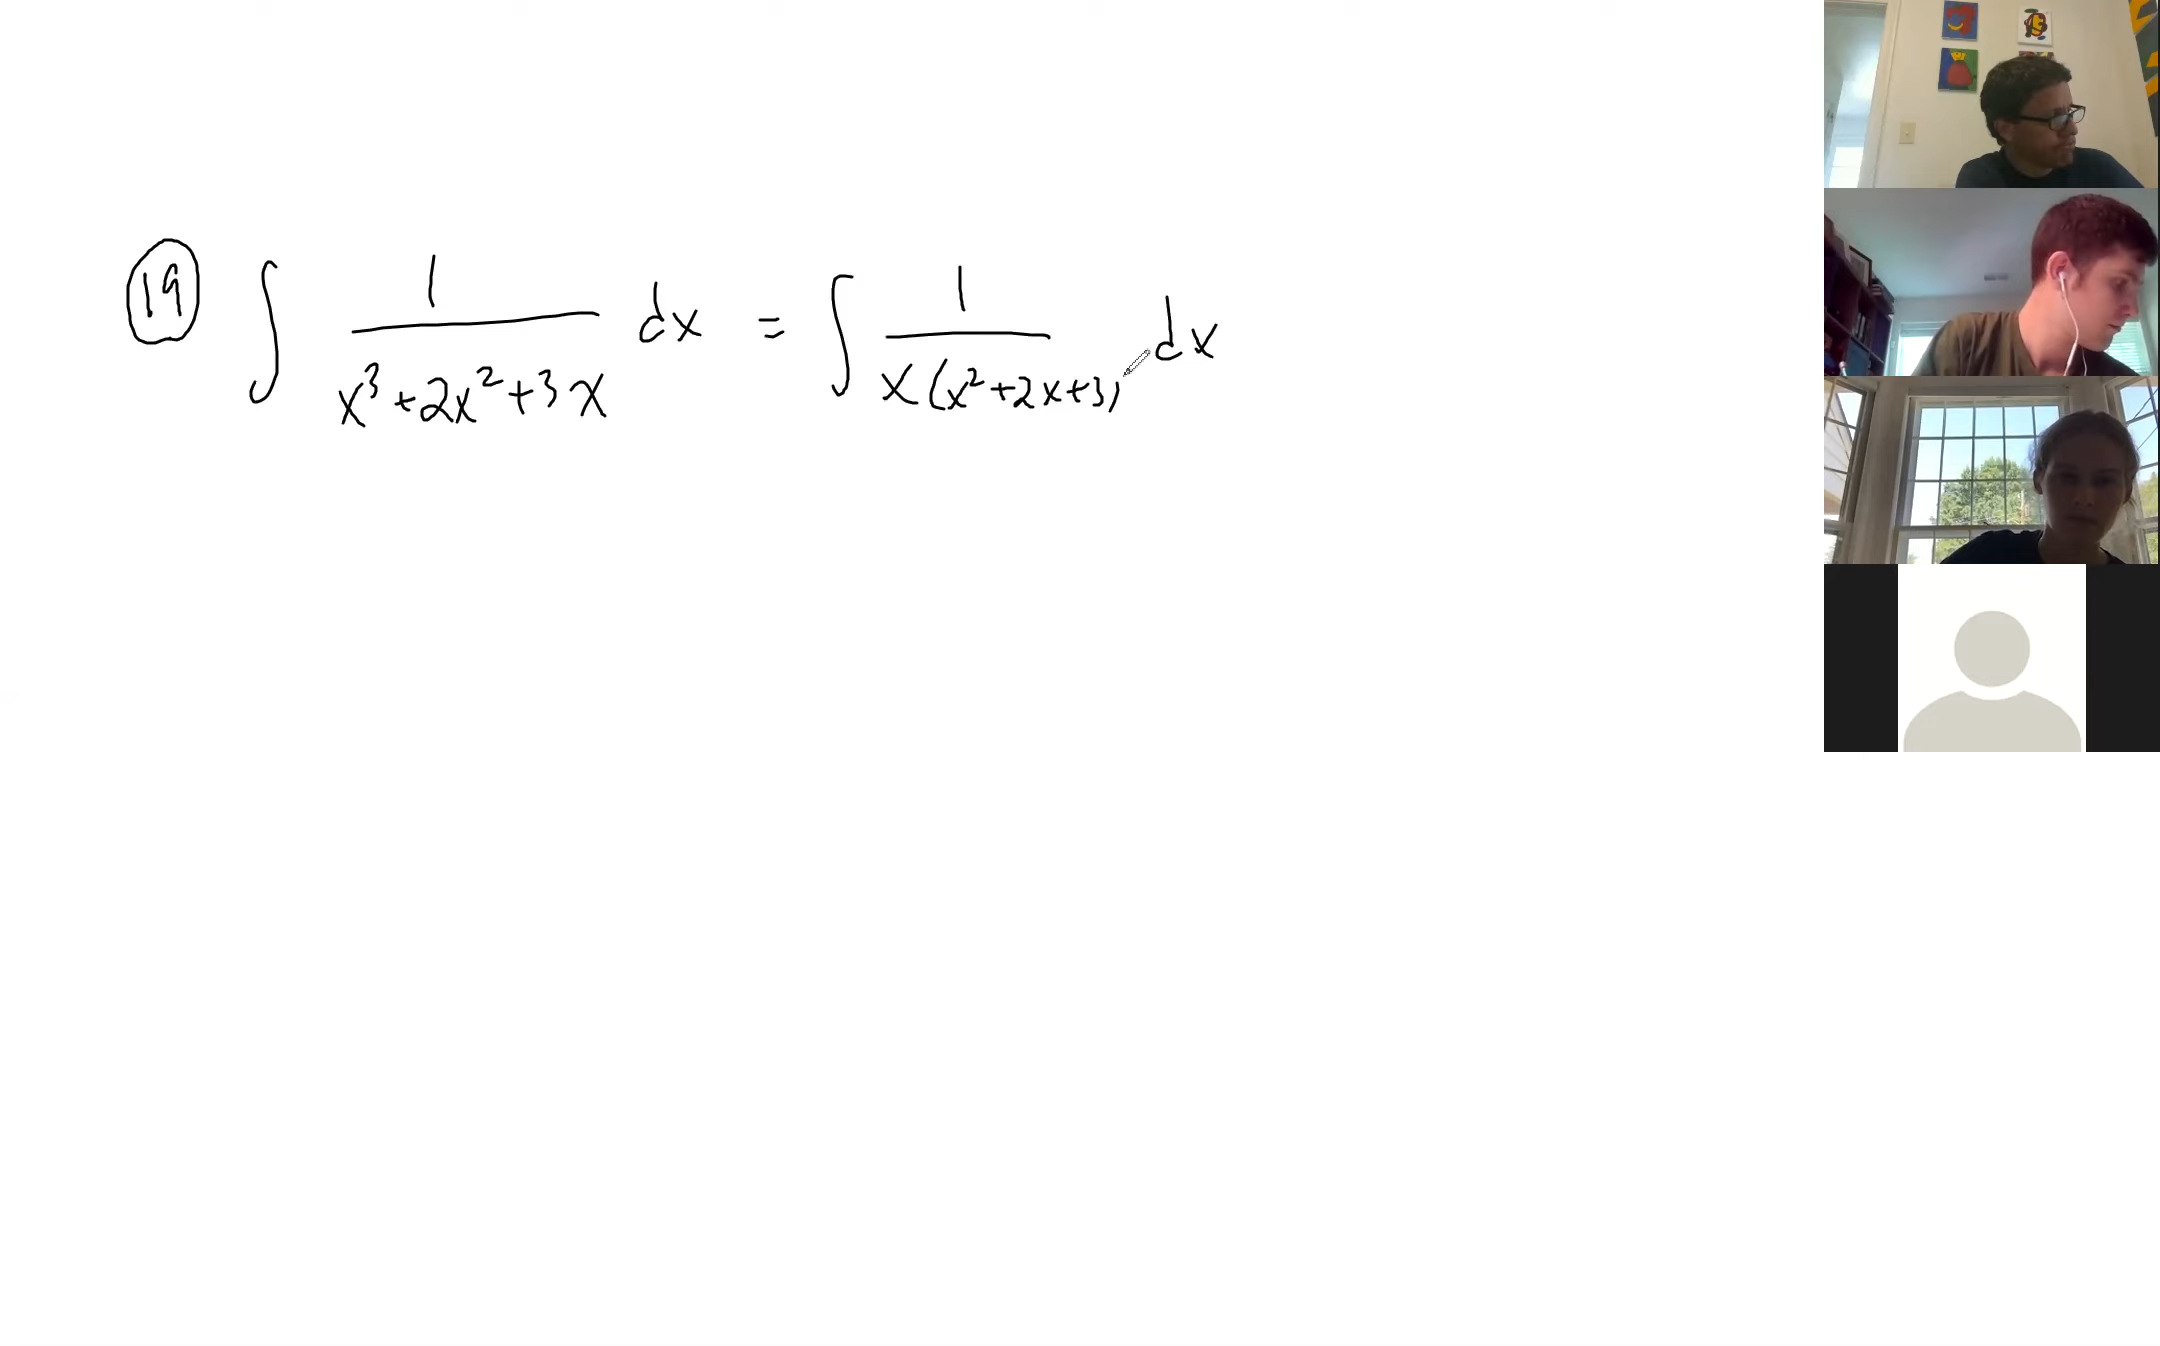 19 ∫ 1/(x³+2x²+3x) dx = ∫ 1/(x(x²+2x+3)) dx